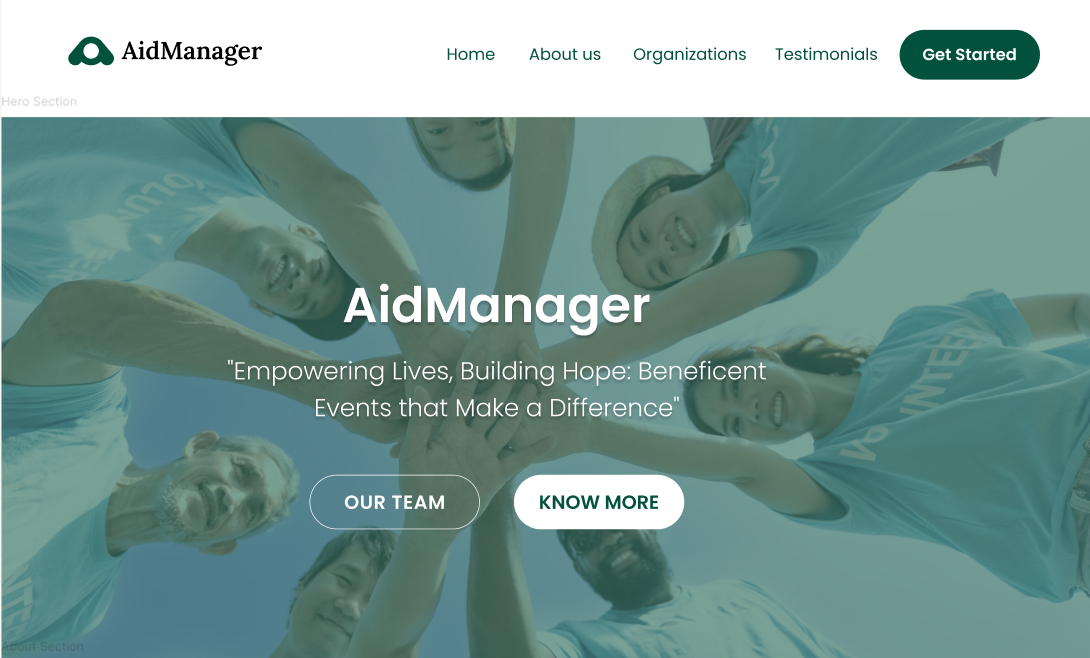 AidManager
Home About us Organizations Testimonials Get Started
Hero Section
VOLUNTEER
AidManager
"Empowering Lives, Building Hope: Beneficent
Events that Make a Difference"
OUR TEAM KNOW MORE
About Section